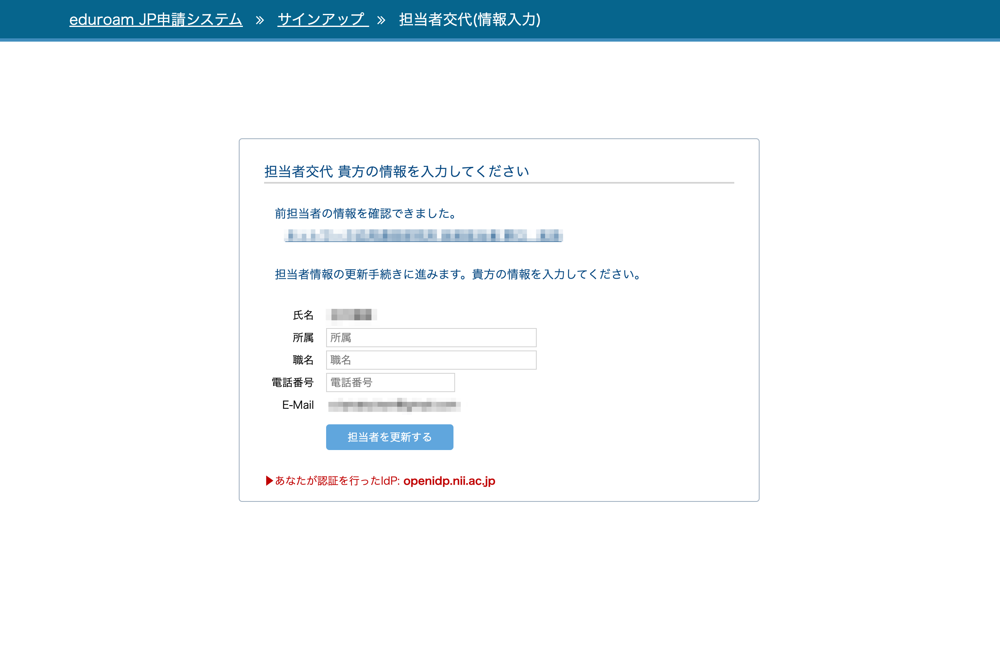 eduroam JP申請システム » サインアップ » 担当者交代(情報入力)
担当者交代 貴方の情報を入力してください
前担当者の情報を確認できました。
担当者情報の更新手続きに進みます。貴方の情報を入力してください。
氏名
所属 所属
職名 職名
電話番号 電話番号
E-Mail
担当者を更新する
▶あなたが認証を行ったIdP: openidp.nii.ac.jp